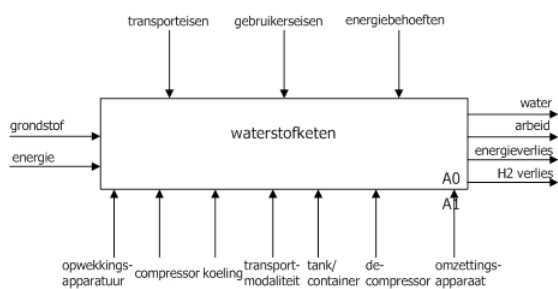 transporteisen
gebruikerseisen
energiebehoeften
grondstof
energie
waterstofketen
water
arbeid
energieverlies
H2 verlies
A0
A1
opwekkings-
apparatuur
compressor
koeling
transport-
modaliteit
tank/
container
de-
compressor
omzettings-
apparaat